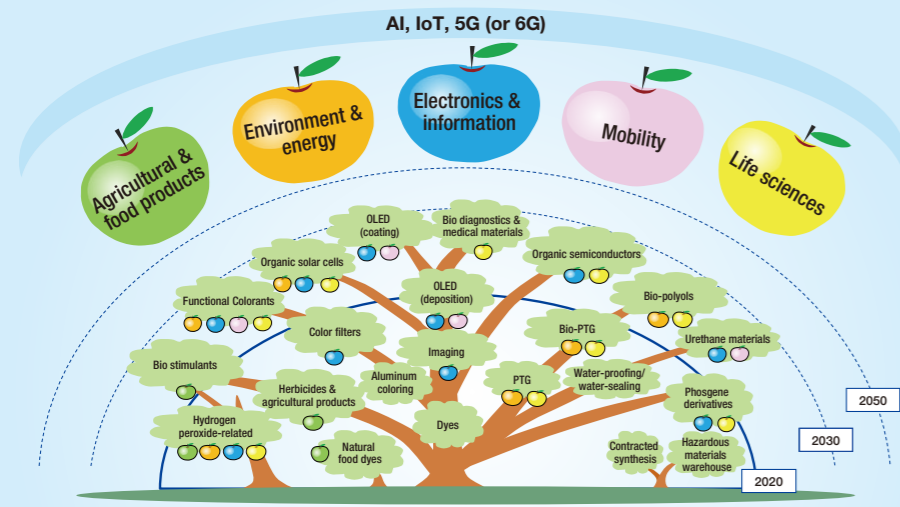 AI, IoT, 5G (or 6G)
Agricultural &
food products
Environment &
energy
Electronics &
information
Mobility
Life sciences
OLED
(coating)
Bio diagnostics &
medical materials
Organic solar cells
Organic semiconductors
Functional Colorants
OLED
(deposition)
Bio-polyols
Color filters
Bio-PTG
Urethane materials
Bio stimulants
Imaging
Herbicides &
agricultural products
Aluminum
coloring
PTG
Water-proofing/
water-sealing
Phosgene
derivatives
Hydrogen
peroxide-related
Dyes
Natural
food dyes
Contracted
synthesis
Hazardous
materials
warehouse
2050
2030
2020